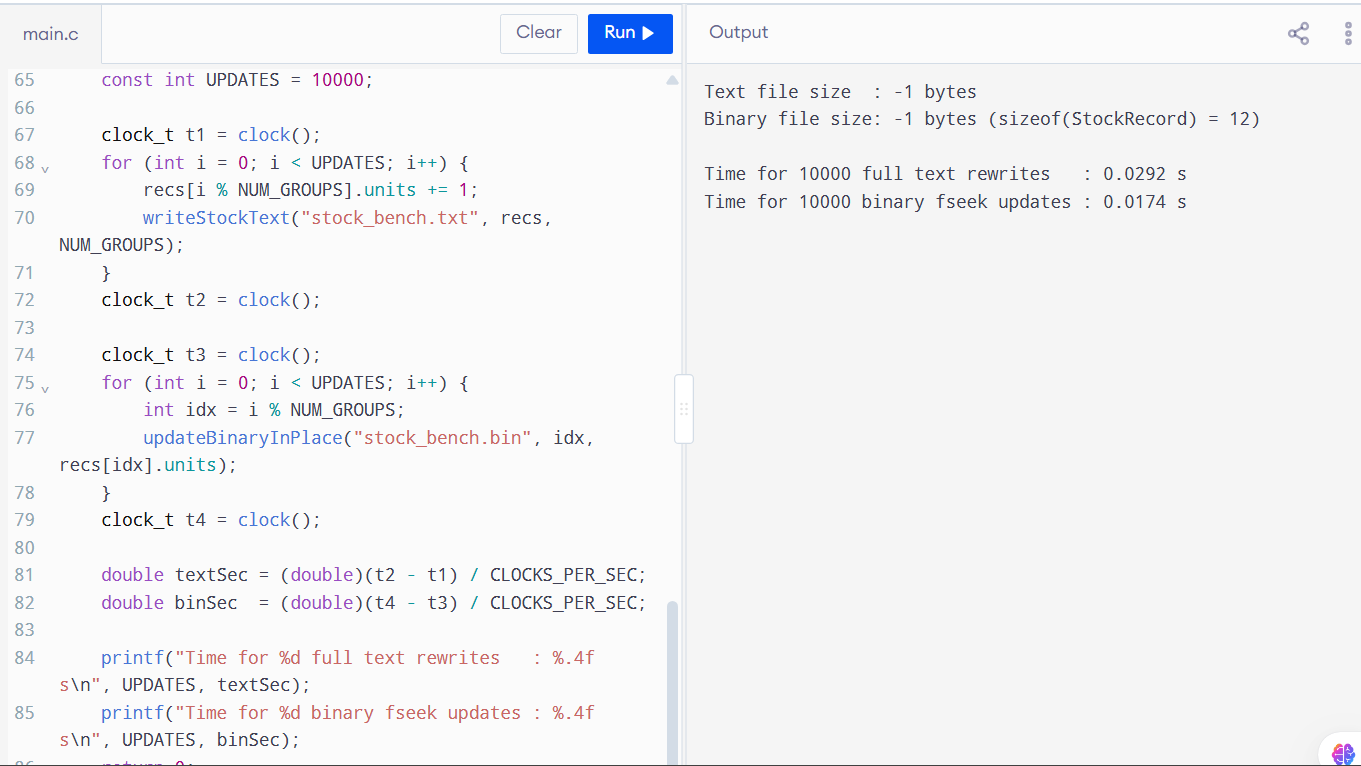 main.c
Clear
Run
Output
65 const int UPDATES = 10000;
66
67 clock_t t1 = clock();
68 for (int i = 0; i < UPDATES; i++) {
69 recs[i % NUM_GROUPS].units += 1;
70 writeStockText("stock_bench.txt", recs,
NUM_GROUPS);
71 }
72 clock_t t2 = clock();
73
74 clock_t t3 = clock();
75 for (int i = 0; i < UPDATES; i++) {
76 int idx = i % NUM_GROUPS;
77 updateBinaryInPlace("stock_bench.bin", idx,
recs[idx].units);
78 }
79 clock_t t4 = clock();
80
81 double textSec = (double)(t2 - t1) / CLOCKS_PER_SEC;
82 double binSec  = (double)(t4 - t3) / CLOCKS_PER_SEC;
83
84 printf("Time for %d full text rewrites   : %.4f
s\n", UPDATES, textSec);
85 printf("Time for %d binary fseek updates : %.4f
s\n", UPDATES, binSec);
Text file size  : -1 bytes
Binary file size: -1 bytes (sizeof(StockRecord) = 12)
Time for 10000 full text rewrites   : 0.0292 s
Time for 10000 binary fseek updates : 0.0174 s